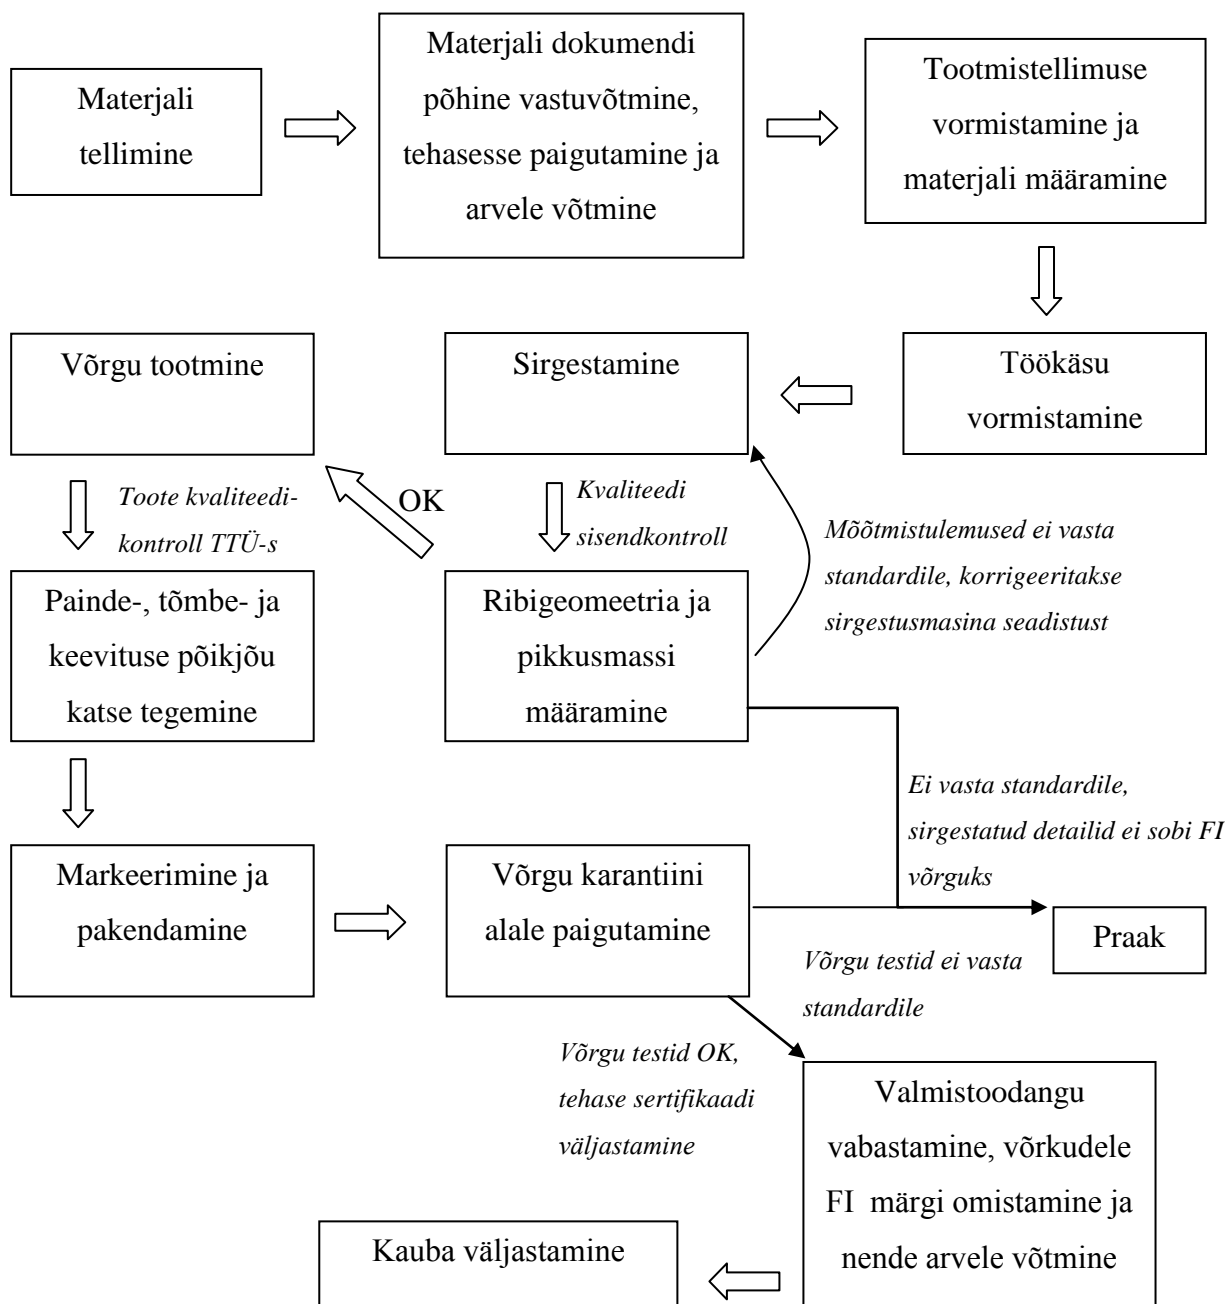 Materjali
tellimine
Materjali dokumendi
põhine vastuvõtmine,
tehasesse paigutamine ja
arvele võtmine
Tootmistellimuse
vormistamine ja
materjali määramine
Töökäsu
vormistamine
Sirgestamine
Võrgu tootmine
Kvaliteedi
sisendkontroll
OK
Mõõtmistulemused ei vasta
standardile, korrigeeritakse
sirgestusmasina seadistust
Toote kvaliteedi-
kontroll TTÜ-s
Ribigeomeetria ja
pikkusmassi
määramine
Painde-, tõmbe- ja
keevituse põikjõu
katse tegemine
Ei vasta standardile,
sirgestatud detailid ei sobi FI
võrguks
Markeerimine ja
pakendamine
Võrgu karantiini
alale paigutamine
Praak
Võrgu testid ei vasta
standardile
Võrgu testid OK,
tehase sertifikaadi
väljastamine
Valmistoodangu
vabastamine, võrkudele
FI märgi omistamine ja
nende arvele võtmine
Kauba väljastamine